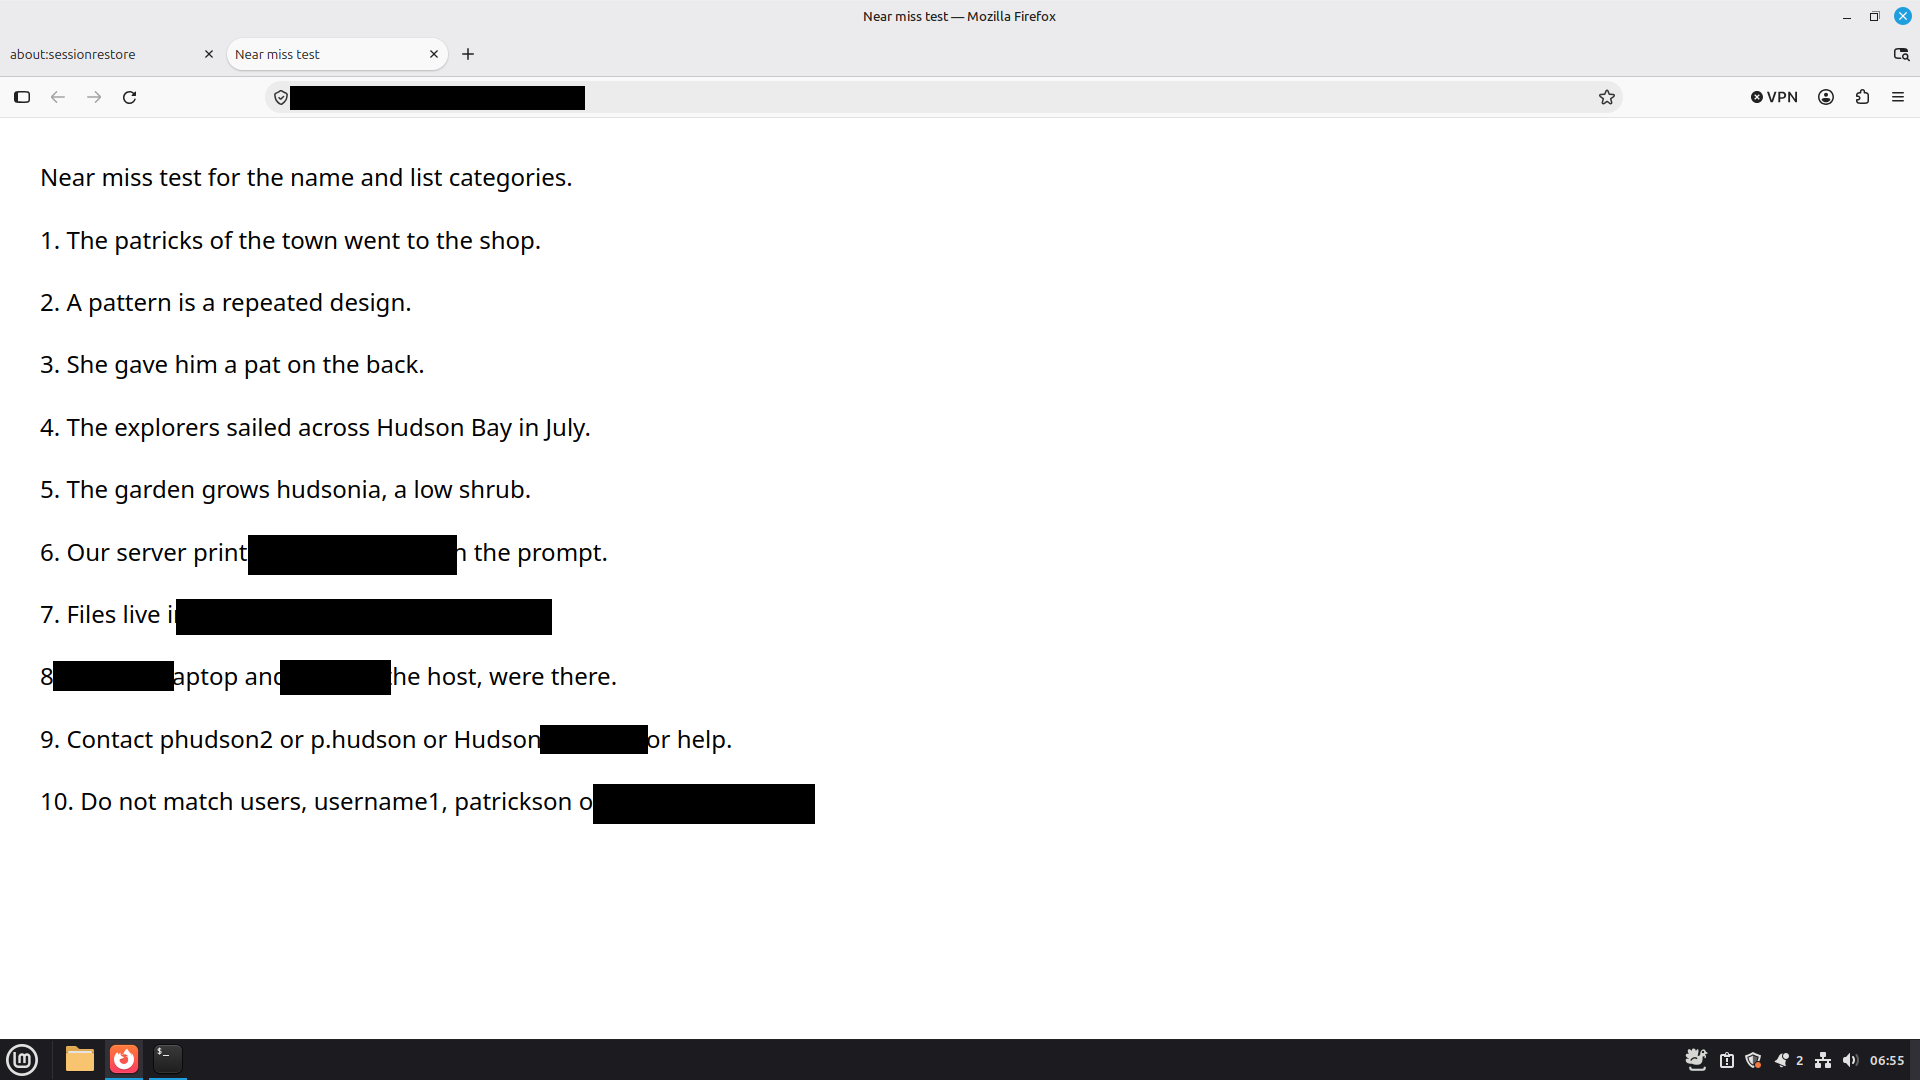 Near miss test — Mozilla Firefox
about:sessionrestore
Near miss test
VPN
Near miss test for the name and list categories.
1. The patricks of the town went to the shop.
2. A pattern is a repeated design.
3. She gave him a pat on the back.
4. The explorers sailed across Hudson Bay in July.
5. The garden grows hudsonia, a low shrub.
6. Our server print the prompt.
7. Files live
8 aptop and he host, were there.
9. Contact phudson2 or p.hudson or Hudson or help.
10. Do not match users, username1, patrickson o
2
06:55